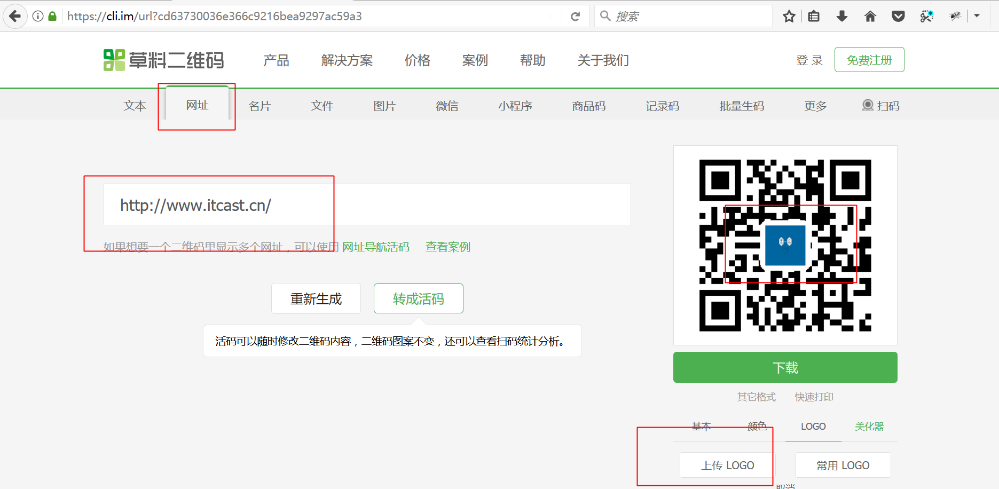 https://cli.im/url?cd63730036e366c9216bea9297ac59a3 搜索
草料二维码 产品 解决方案 价格 案例 帮助 关于我们 登 录 免费注册
文本 网址 名片 文件 图片 微信 小程序 商品码 记录码 批量生码 更多 扫码
http://www.itcast.cn/
如果想要一个二维码里显示多个网址，可以使用 网址导航活码 查看案例
重新生成 转成活码
活码可以随时修改二维码内容，二维码图案不变，还可以查看扫码统计分析。
下载
其它格式 快速打印
基本 颜色 LOGO 美化器
上传 LOGO 常用 LOGO
取消